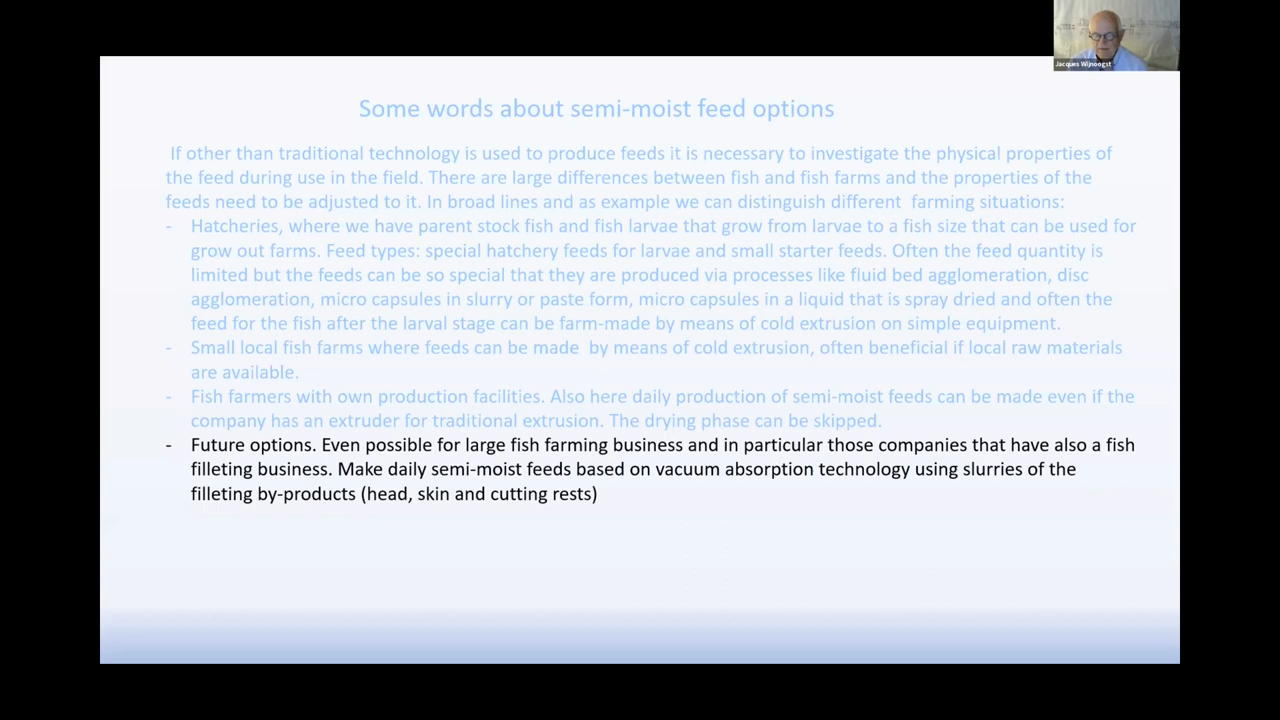 Jacques Wijnoogst
Some words about semi-moist feed options
If other than traditional technology is used to produce feeds it is necessary to investigate the physical properties of
the feed during use in the field. There are large differences between fish and fish farms and the properties of the
feeds need to be adjusted to it. In broad lines and as example we can distinguish different farming situations:
- Hatcheries, where we have parent stock fish and fish larvae that grow from larvae to a fish size that can be used for
grow out farms. Feed types: special hatchery feeds for larvae and small starter feeds. Often the feed quantity is
limited but the feeds can be so special that they are produced via processes like fluid bed agglomeration, disc
agglomeration, micro capsules in slurry or paste form, micro capsules in a liquid that is spray dried and often the
feed for the fish after the larval stage can be farm-made by means of cold extrusion on simple equipment.
- Small local fish farms where feeds can be made by means of cold extrusion, often beneficial if local raw materials
are available.
- Fish farmers with own production facilities. Also here daily production of semi-moist feeds can be made even if the
company has an extruder for traditional extrusion. The drying phase can be skipped.
- Future options. Even possible for large fish farming business and in particular those companies that have also a fish
filleting business. Make daily semi-moist feeds based on vacuum absorption technology using slurries of the
filleting by-products (head, skin and cutting rests)